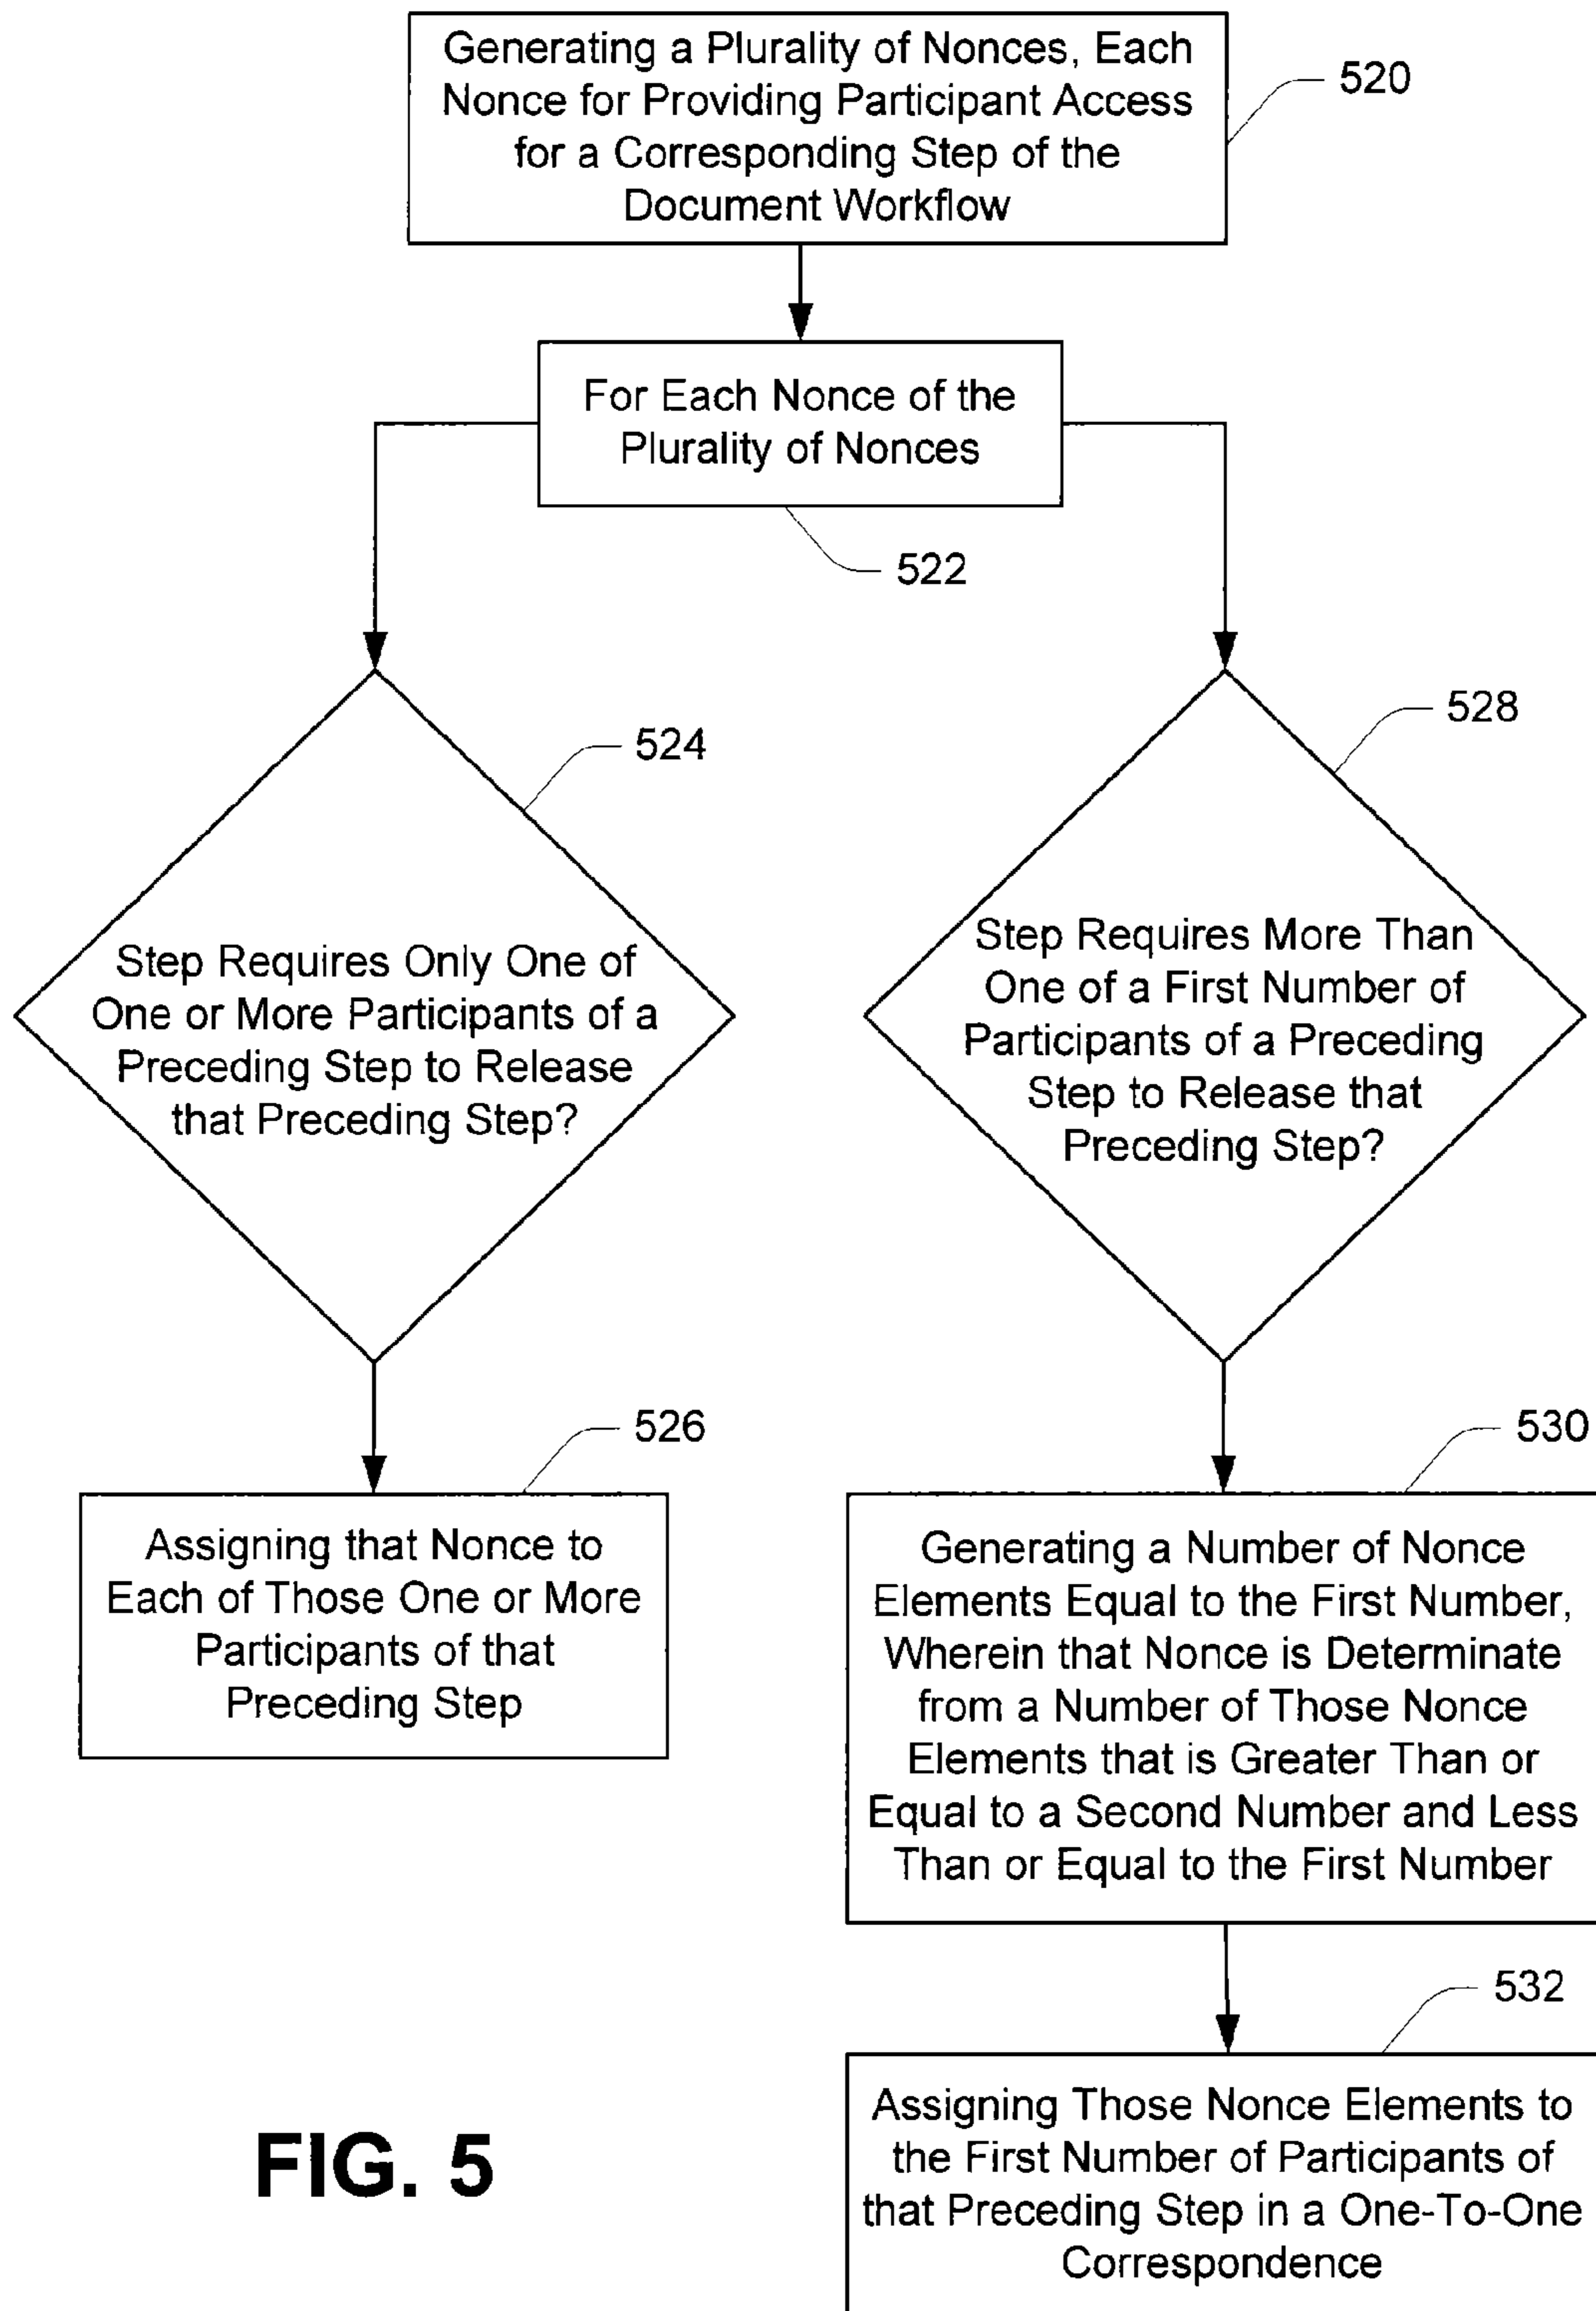 Generating a Plurality of Nonces, Each
Nonce for Providing Participant Access
for a Corresponding Step of the
Document Workflow
520
For Each Nonce of the
Plurality of Nonces
522
524
Step Requires Only One of
One or More Participants of a
Preceding Step to Release
that Preceding Step?
526
Assigning that Nonce to
Each of Those One or More
Participants of that
Preceding Step
528
Step Requires More Than
One of a First Number of
Participants of a Preceding
Step to Release that
Preceding Step?
530
Generating a Number of Nonce
Elements Equal to the First Number,
Wherein that Nonce is Determinate
from a Number of Those Nonce
Elements that is Greater Than or
Equal to a Second Number and Less
Than or Equal to the First Number
532
Assigning Those Nonce Elements to
the First Number of Participants of
that Preceding Step in a One-To-One
Correspondence
FIG. 5